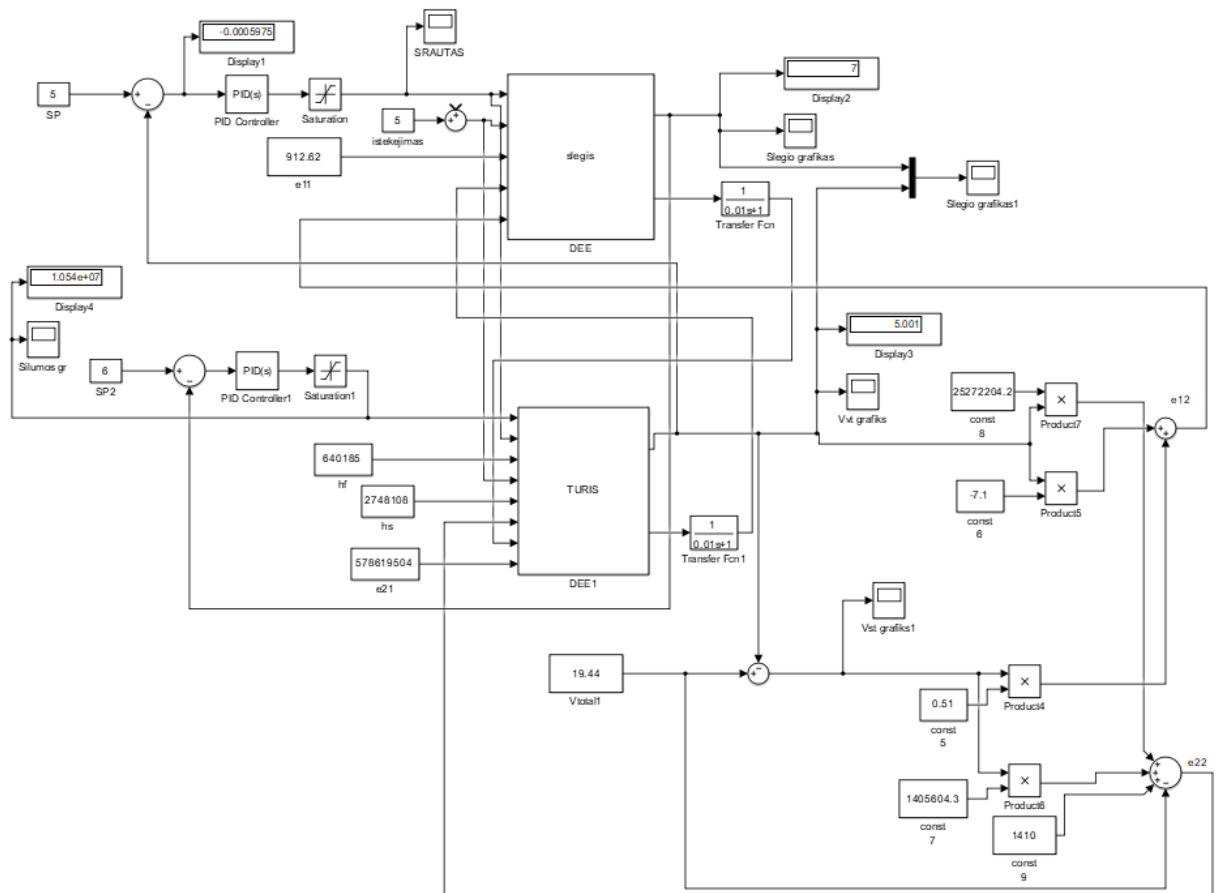 -0.0005975
Display1
SRAUTAS
5
SP
+
-
PID(s)
PID Controller
Saturation
5
istekejimas
+
+
912.62
e11
slegis
DEE
7
Display2
Slegio grafikas
Slegio grafikas1
1
0.01s+1
Transfer Fcn
1.054e+07
Display4
Silumos gr
6
SP2
+
-
PID(s)
PID Controller1
Saturation1
640185
hf
2748108
hs
578619504
e21
TURIS
DEE1
1
0.01s+1
Transfer Fcn1
5.001
Display3
Vvt grafiks
25272204.2
const
8
×
Product7
-7.1
const
6
×
Product5
e12
+
+
Vst grafiks1
19.44
Vtotal1
+
-
0.51
const
5
×
Product4
1405604.3
const
7
×
Product6
1410
const
9
e22
+
+
+
-